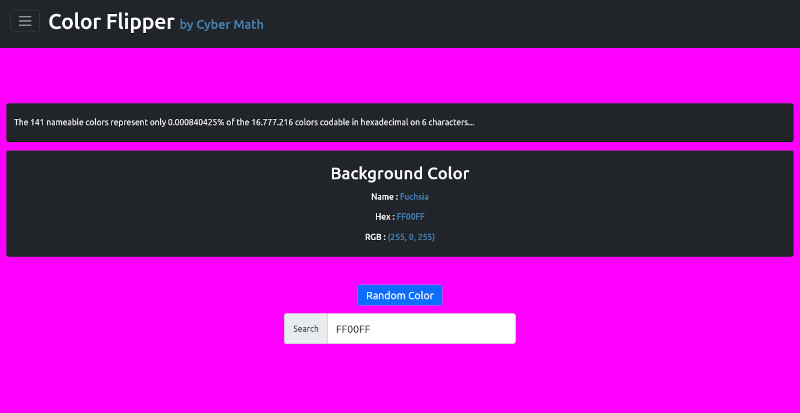 Color Flipper by Cyber Math
The 141 nameable colors represent only 0.000840425% of the 16.777.216 colors codable in hexadecimal on 6 characters...
Background Color
Name : Fuchsia
Hex : FF00FF
RGB : (255, 0, 255)
Random Color
Search FF00FF